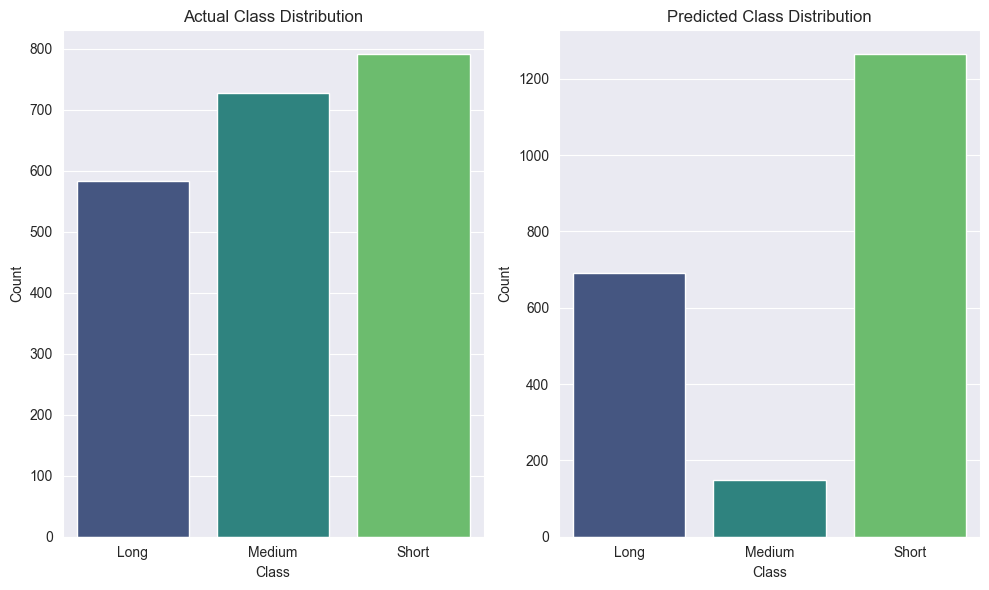 Actual Class Distribution
800
700
600
500
400
300
200
100
0
Count
Long Medium Short
Class
Predicted Class Distribution
1200
1000
800
600
400
200
0
Count
Long Medium Short
Class